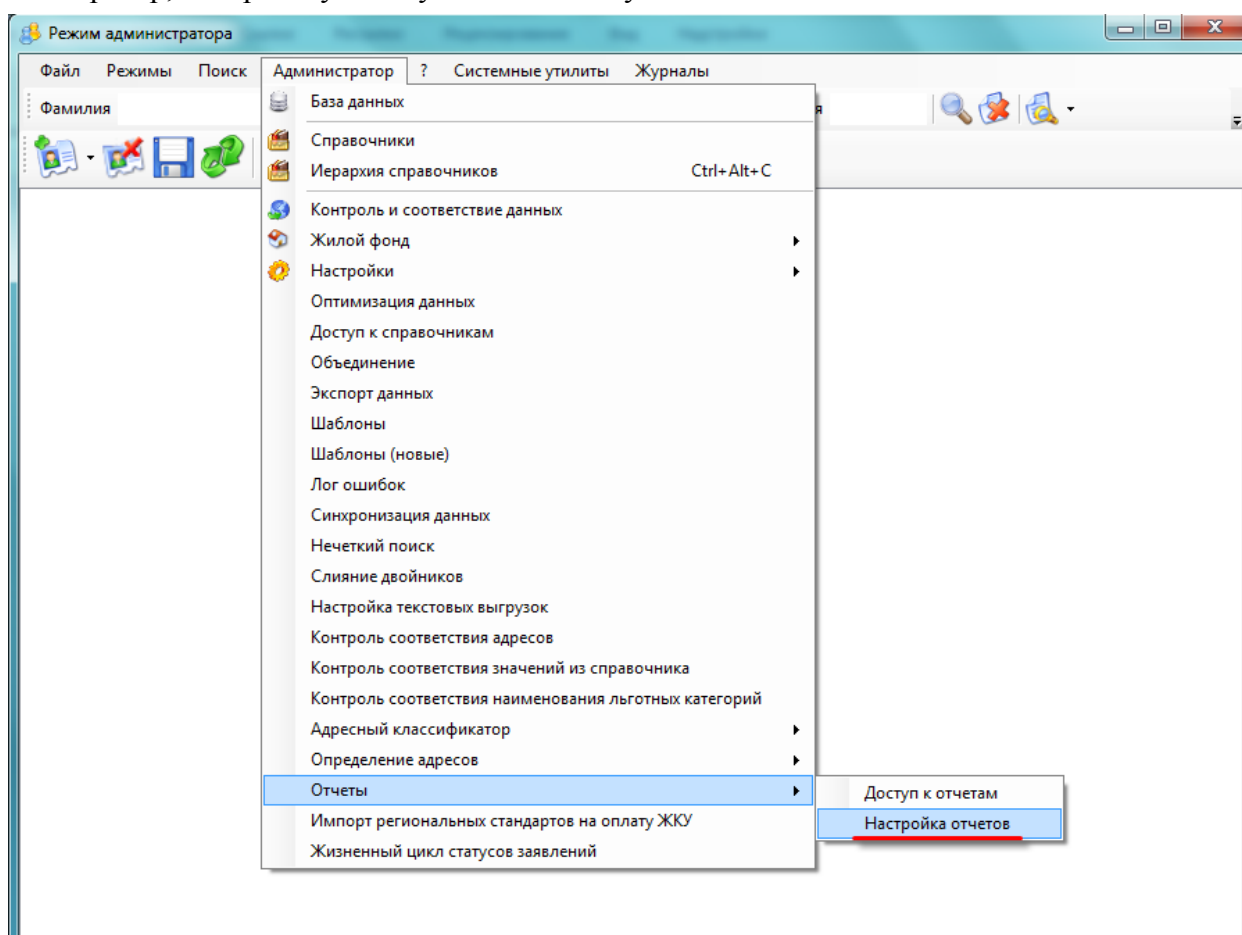 Режим администратора
Файл Режимы Поиск Администратор ? Системные утилиты Журналы
Фамилия я
База данных
Справочники
Иерархия справочников Ctrl+Alt+C
Контроль и соответствие данных
Жилой фонд
Настройки
Оптимизация данных
Доступ к справочникам
Объединение
Экспорт данных
Шаблоны
Шаблоны (новые)
Лог ошибок
Синхронизация данных
Нечеткий поиск
Слияние двойников
Настройка текстовых выгрузок
Контроль соответствия адресов
Контроль соответствия значений из справочника
Контроль соответствия наименования льготных категорий
Адресный классификатор
Определение адресов
Отчеты
Доступ к отчетам
Импорт региональных стандартов на оплату ЖКУ
Настройка отчетов
Жизненный цикл статусов заявлений